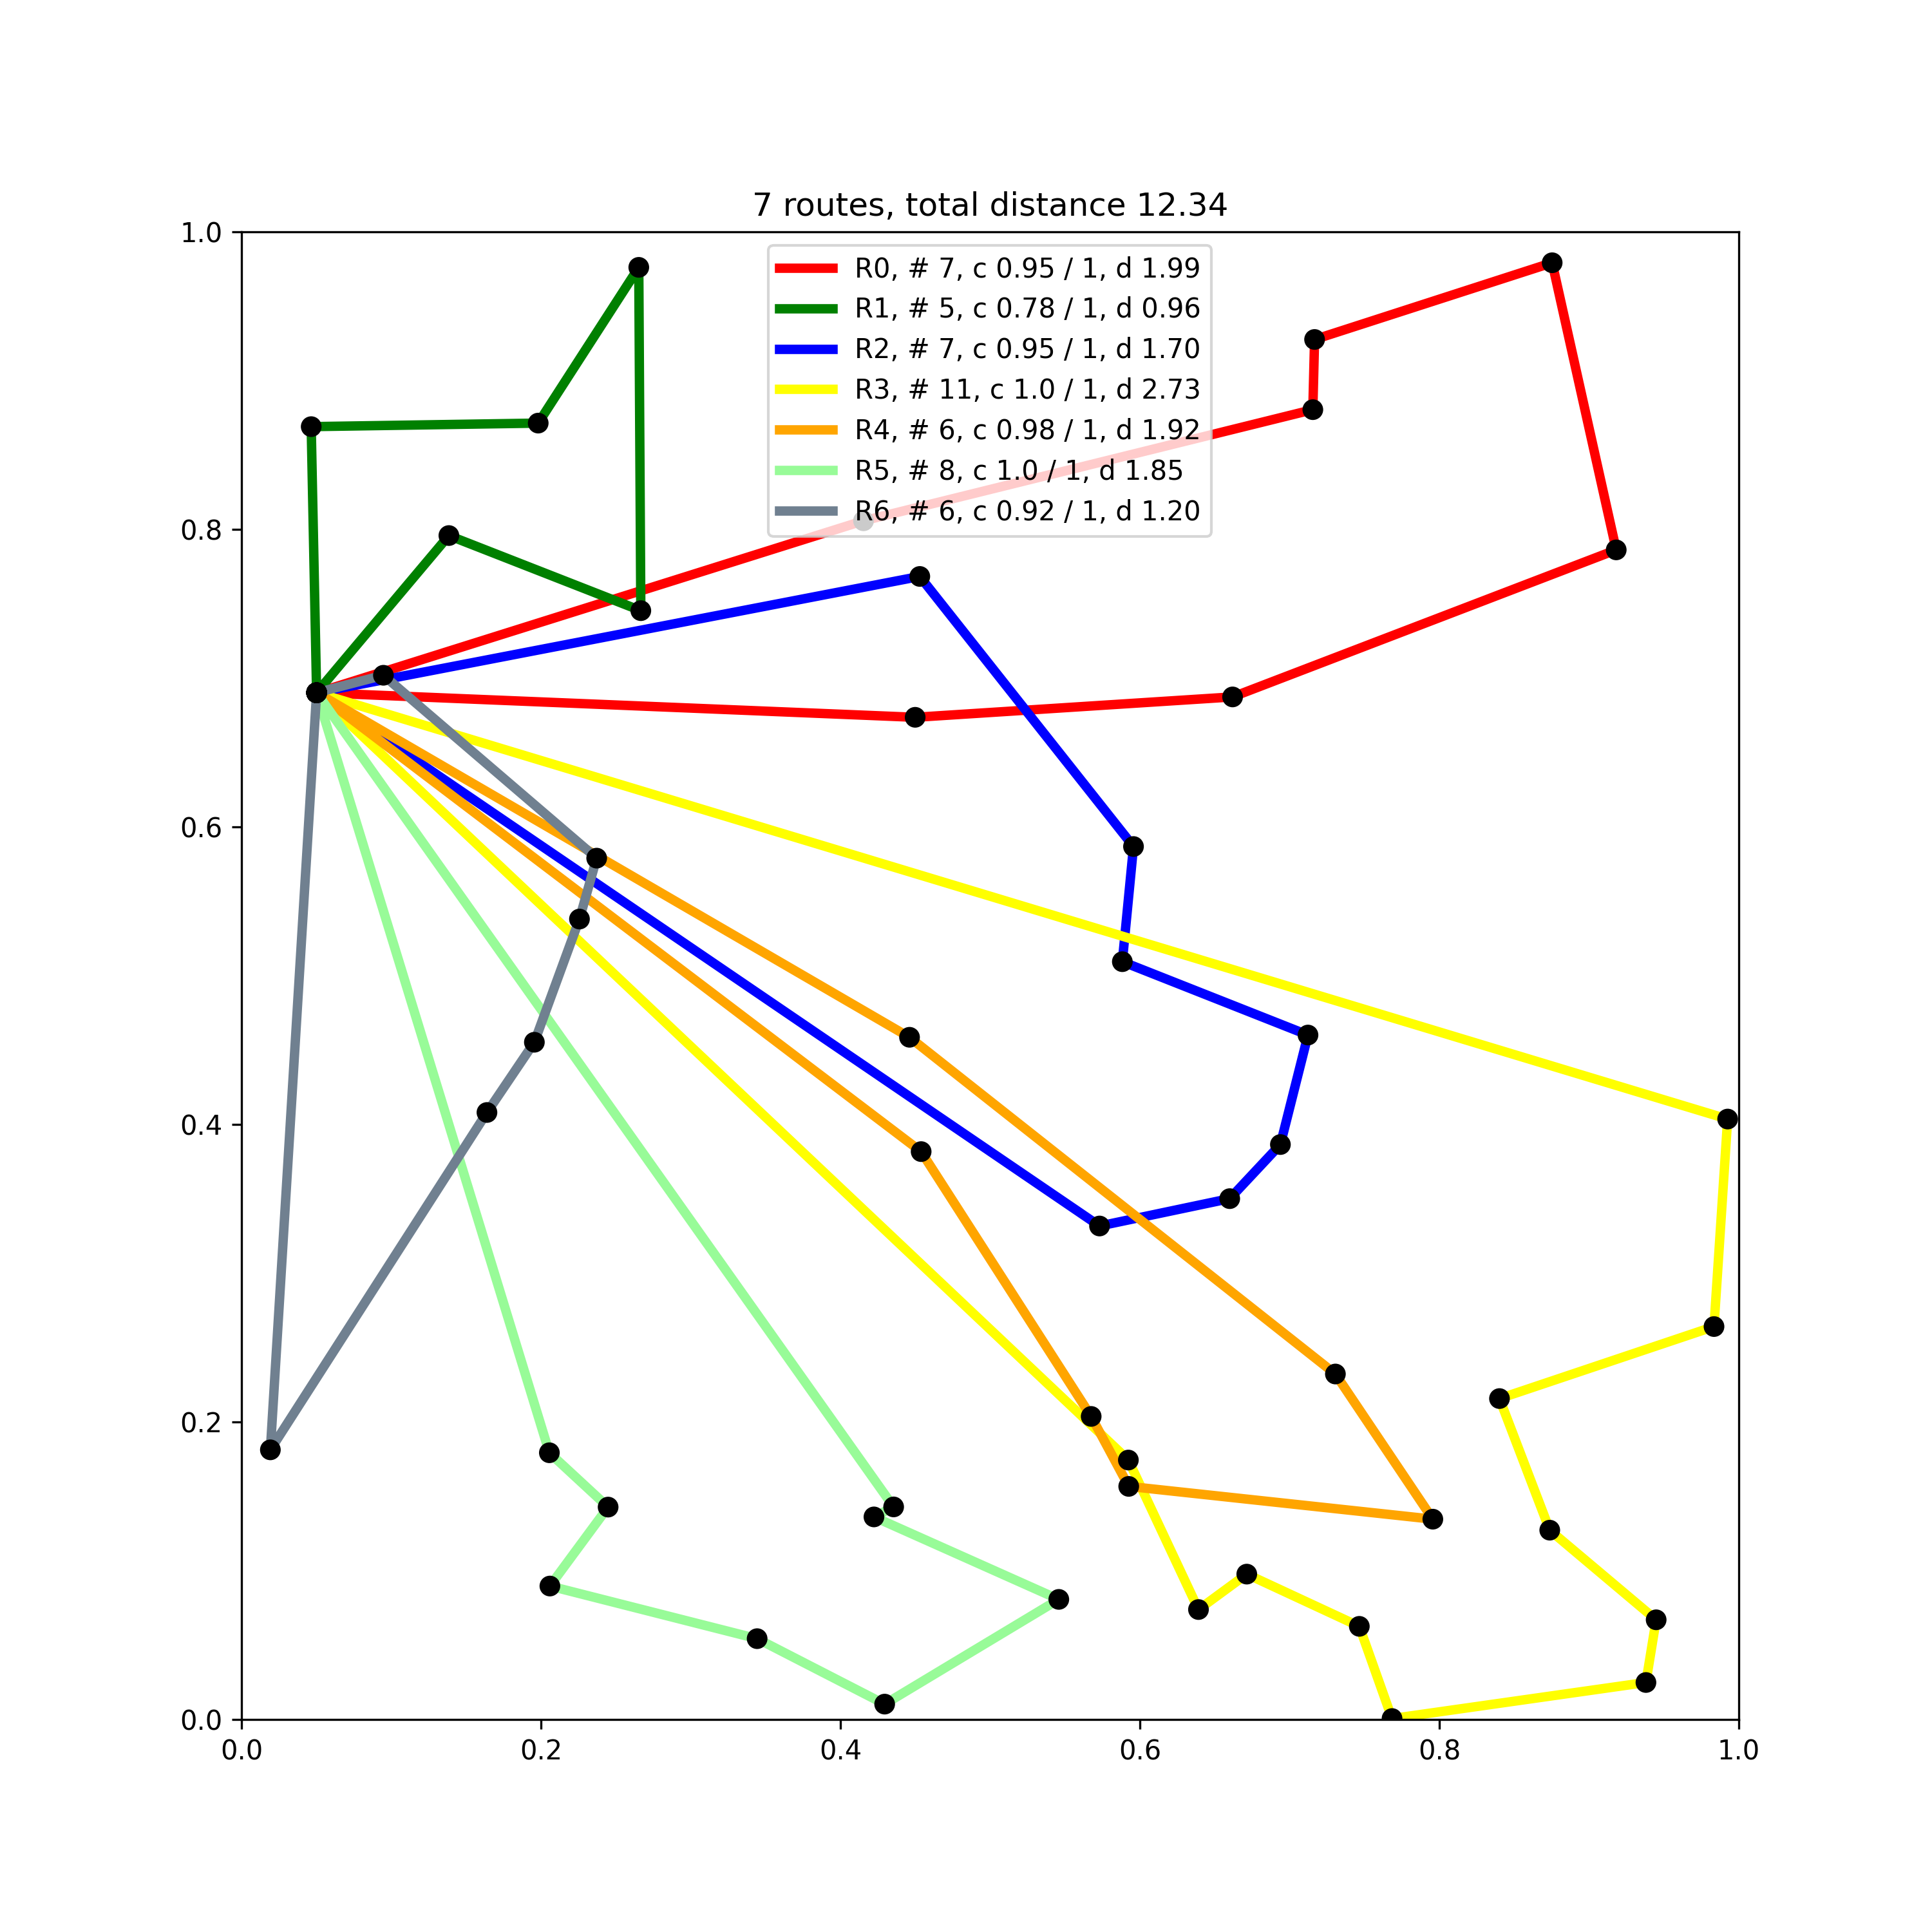 7 routes, total distance 12.34
1.0
R0, # 7, c 0.95 / 1, d 1.99
R1, # 5, c 0.78 / 1, d 0.96
R2, # 7, c 0.95 / 1, d 1.70
R3, # 11, c 1.0 / 1, d 2.73
R4, # 6, c 0.98 / 1, d 1.92
R5, # 8, c 1.0 / 1, d 1.85
R6, # 6, c 0.92 / 1, d 1.20
0.8
0.6
0.4
0.2
0.0
0.0 0.2 0.4 0.6 0.8 1.0